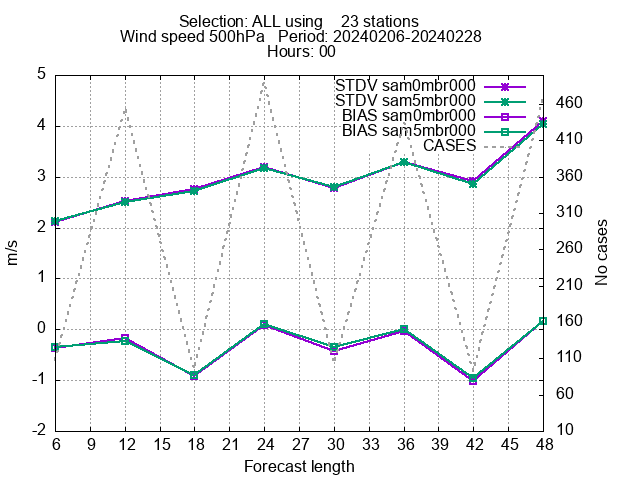 Selection: ALL using    23 stations
Wind speed 500hPa   Period: 20240206-20240228
Hours: 00
STDV sam0mbr000
STDV sam5mbr000
BIAS sam0mbr000
BIAS sam5mbr000
CASES
5
4
3
2
1
0
-1
-2
m/s
460
410
360
310
260
210
160
110
60
10
No cases
6 9 12 15 18 21 24 27 30 33 36 39 42 45 48
Forecast length